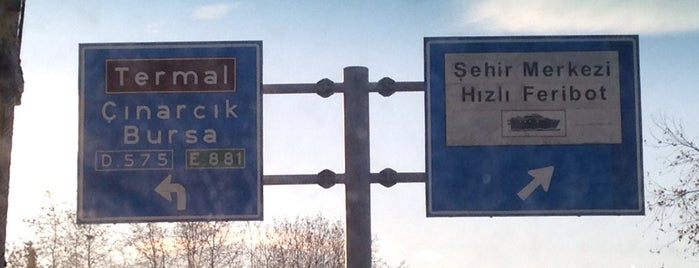 Termal
Çınarcık
Bursa
D.575 E.881
Şehir Merkezi
Hızlı Feribot